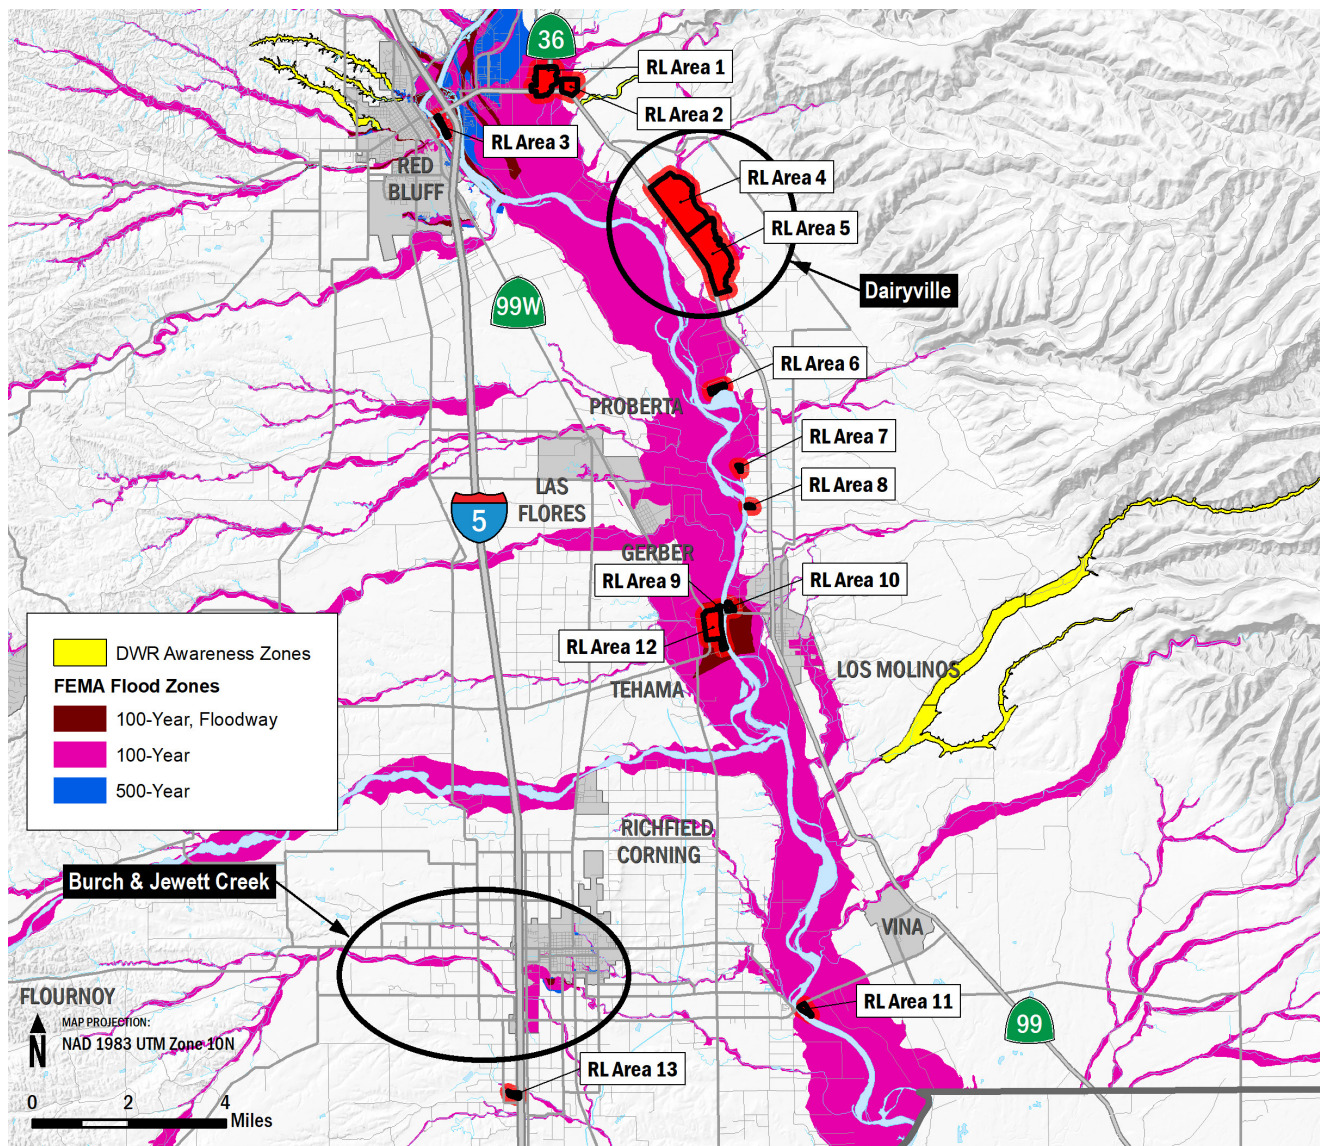 36
RL Area 1
RL Area 2
RL Area 3
RED
BLUFF
RL Area 4
RL Area 5
Dairyville
99W
RL Area 6
PROBERTA
RL Area 7
LAS
FLORES
RL Area 8
5
GERBER
RL Area 9
RL Area 10
RL Area 12
LOS MOLINOS
TEHAMA
DWR Awareness Zones
FEMA Flood Zones
100-Year, Floodway
100-Year
500-Year
RICHFIELD
CORNING
Burch & Jewett Creek
VINA
FLOURNOY
RL Area 11
99
MAP PROJECTION:
N
NAD 1983 UTM Zone 10N
RL Area 13
0 2 4
Miles